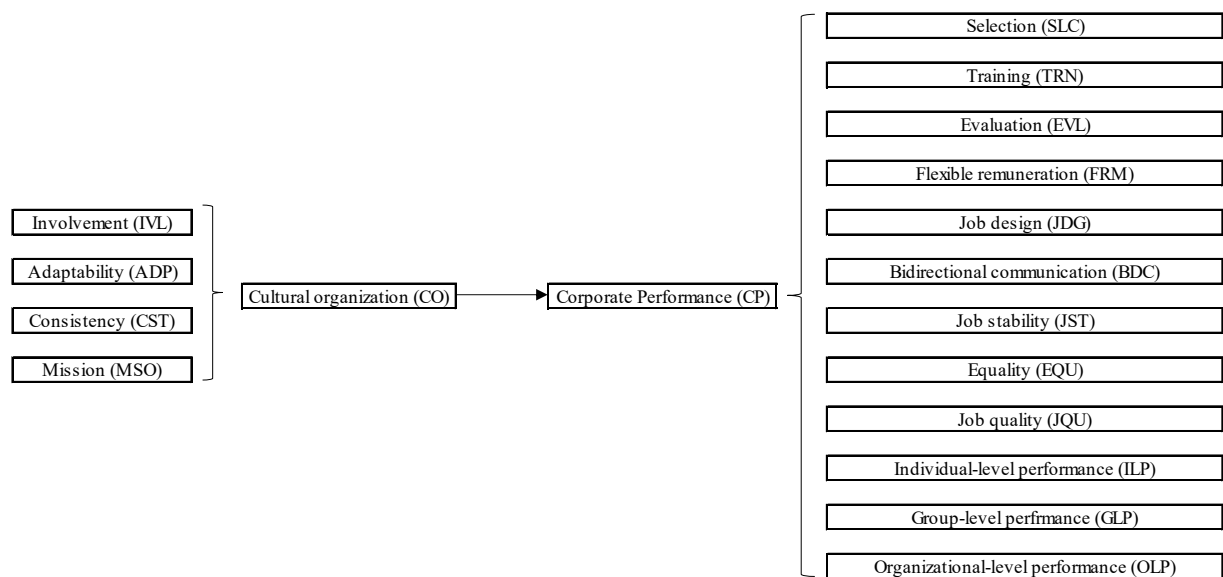 Involvement (IVL)
Adaptability (ADP)
Consistency (CST)
Mission (MSO)
Cultural organization (CO)
Corporate Performance (CP)
Selection (SLC)
Training (TRN)
Evaluation (EVL)
Flexible remuneration (FRM)
Job design (JDG)
Bidirectional communication (BDC)
Job stability (JST)
Equality (EQU)
Job quality (JQU)
Individual-level performance (ILP)
Group-level perfrmance (GLP)
Organizational-level performance (OLP)